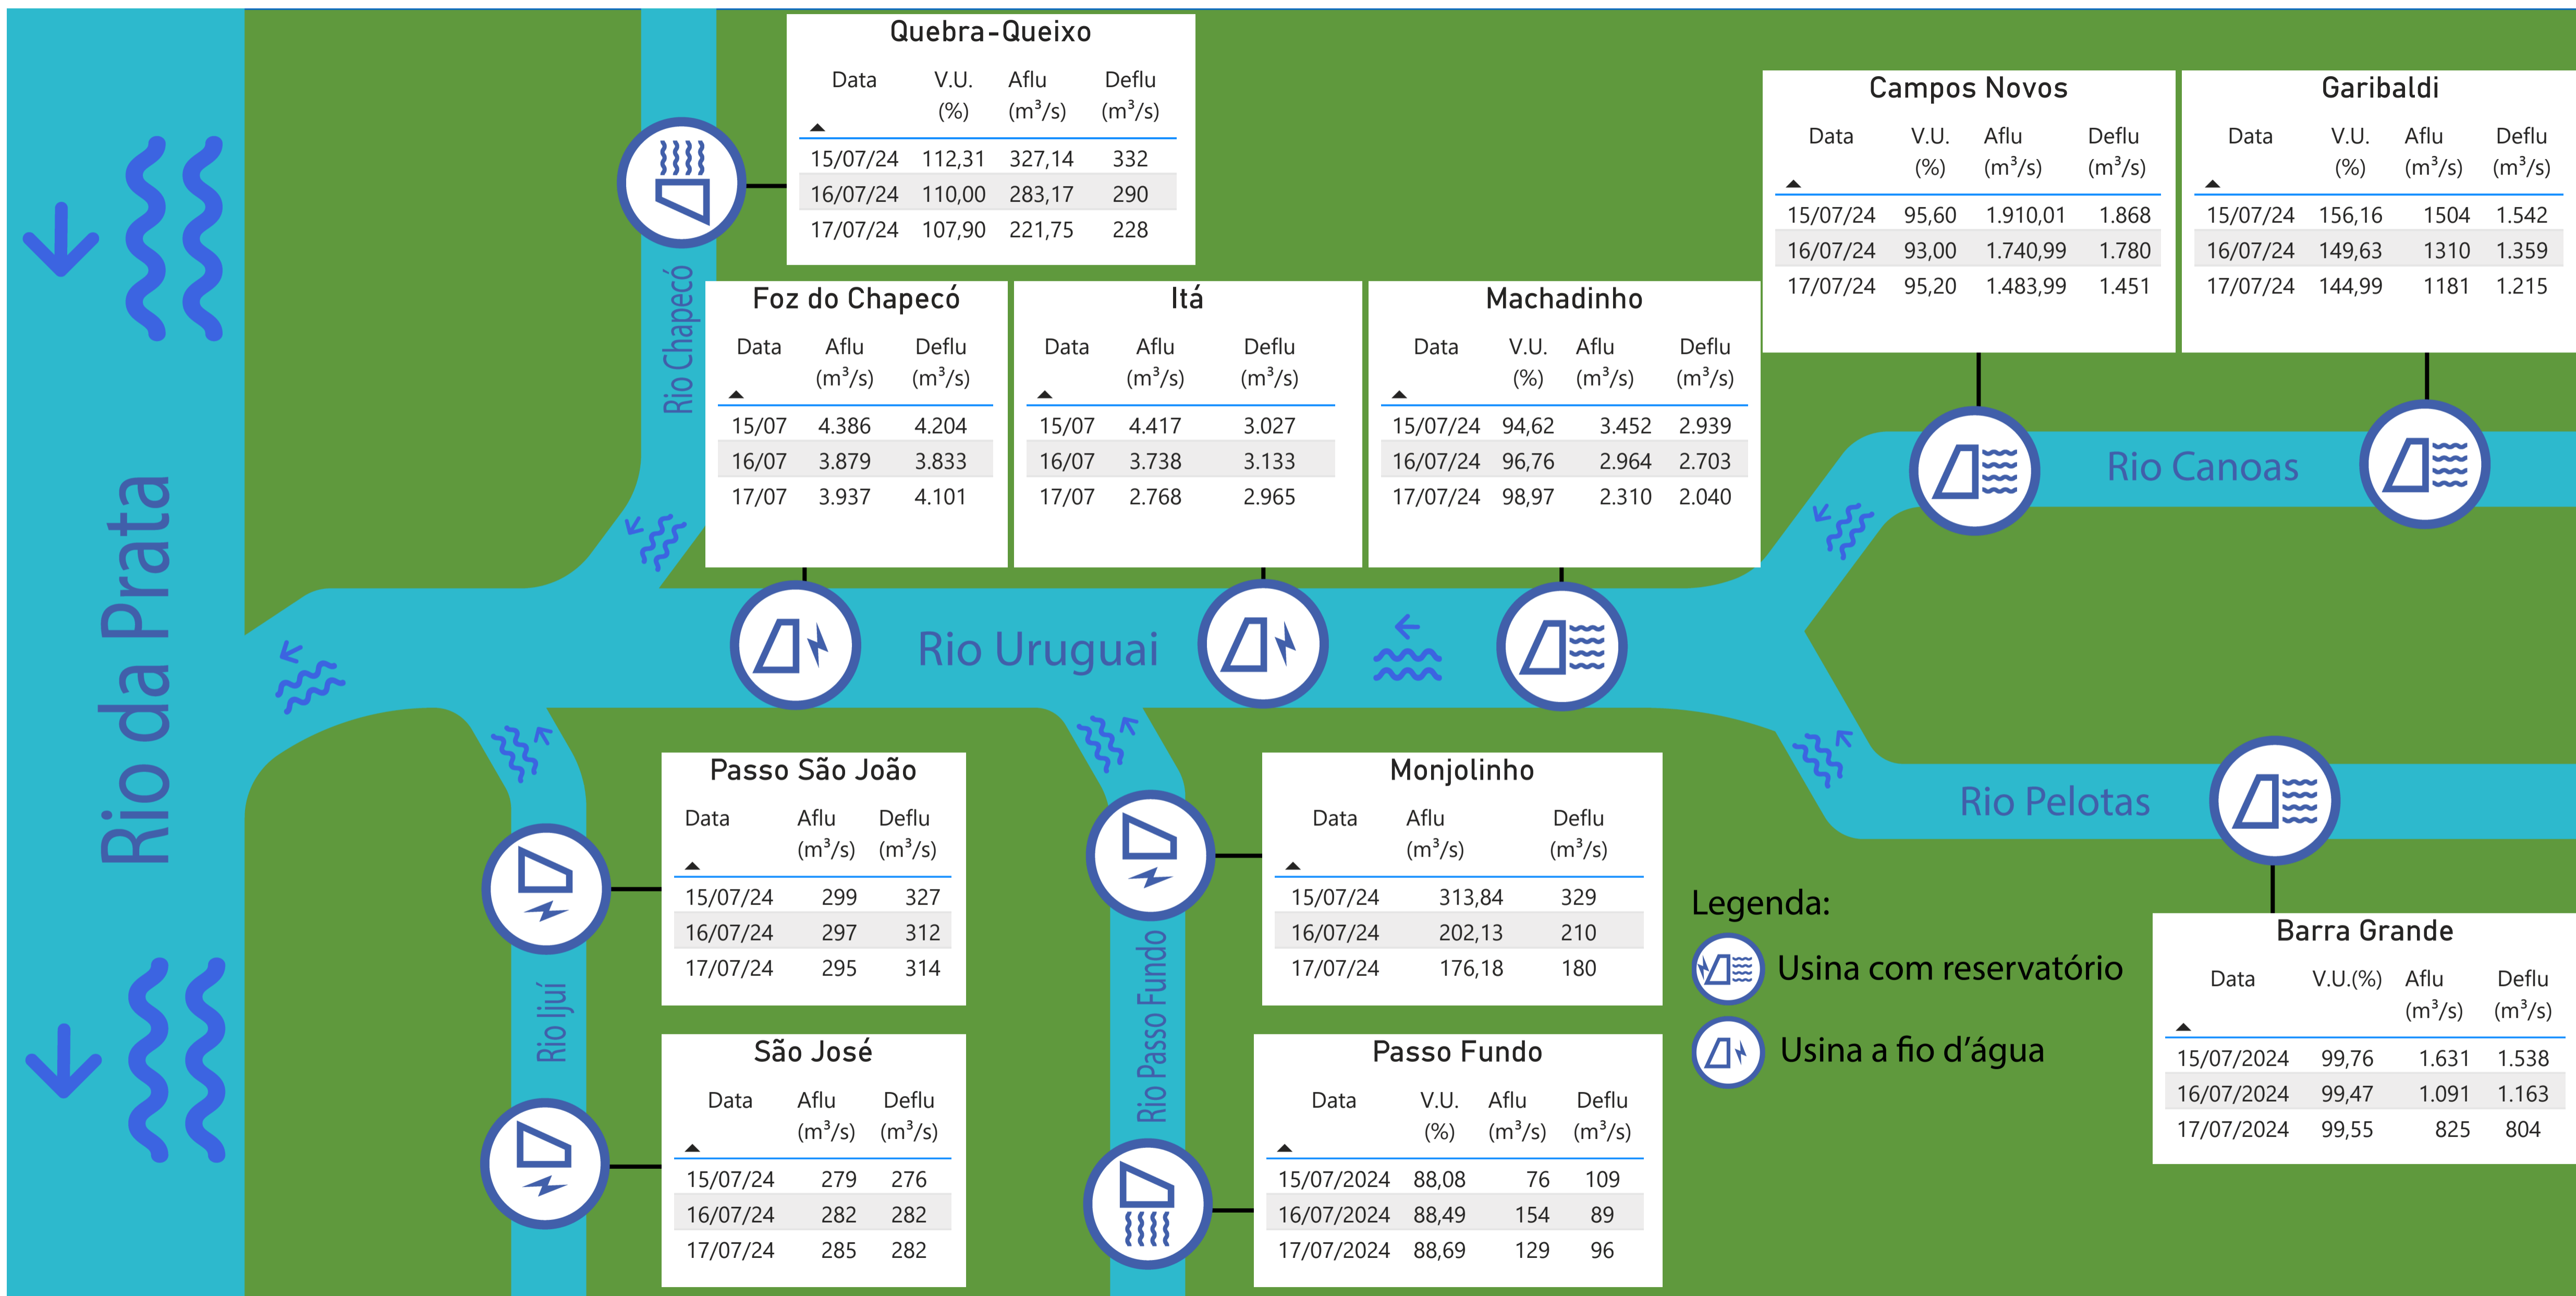 Rio da Prata
Quebra-Queixo
Data V.U. (%) Aflu (m³/s) Deflu (m³/s)
15/07/24 112,31 327,14 332
16/07/24 110,00 283,17 290
17/07/24 107,90 221,75 228
Rio Chapecó
Campos Novos
Data V.U. (%) Aflu (m³/s) Deflu (m³/s)
15/07/24 95,60 1.910,01 1.868
16/07/24 93,00 1.740,99 1.780
17/07/24 95,20 1.483,99 1.451
Garibaldi
Data V.U. (%) Aflu (m³/s) Deflu (m³/s)
15/07/24 156,16 1504 1.542
16/07/24 149,63 1310 1.359
17/07/24 144,99 1181 1.215
Foz do Chapecó
Data Aflu (m³/s) Deflu (m³/s)
15/07 4.386 4.204
16/07 3.879 3.833
17/07 3.937 4.101
Itá
Data Aflu (m³/s) Deflu (m³/s)
15/07 4.417 3.027
16/07 3.738 3.133
17/07 2.768 2.965
Machadinho
Data V.U. (%) Aflu (m³/s) Deflu (m³/s)
15/07/24 94,62 3.452 2.939
16/07/24 96,76 2.964 2.703
17/07/24 98,97 2.310 2.040
Rio Canoas
Rio Uruguai
Rio Pelotas
Passo São João
Data Aflu (m³/s) Deflu (m³/s)
15/07/24 299 327
16/07/24 297 312
17/07/24 295 314
Rio Ijuí
São José
Data Aflu (m³/s) Deflu (m³/s)
15/07/24 279 276
16/07/24 282 282
17/07/24 285 282
Monjolinho
Data Aflu (m³/s) Deflu (m³/s)
15/07/24 313,84 329
16/07/24 202,13 210
17/07/24 176,18 180
Rio Passo Fundo
Passo Fundo
Data V.U. (%) Aflu (m³/s) Deflu (m³/s)
15/07/2024 88,08 76 109
16/07/2024 88,49 154 89
17/07/2024 88,69 129 96
Legenda:
Usina com reservatório
Usina a fio d’água
Barra Grande
Data V.U.(%) Aflu (m³/s) Deflu (m³/s)
15/07/2024 99,76 1.631 1.538
16/07/2024 99,47 1.091 1.163
17/07/2024 99,55 825 804